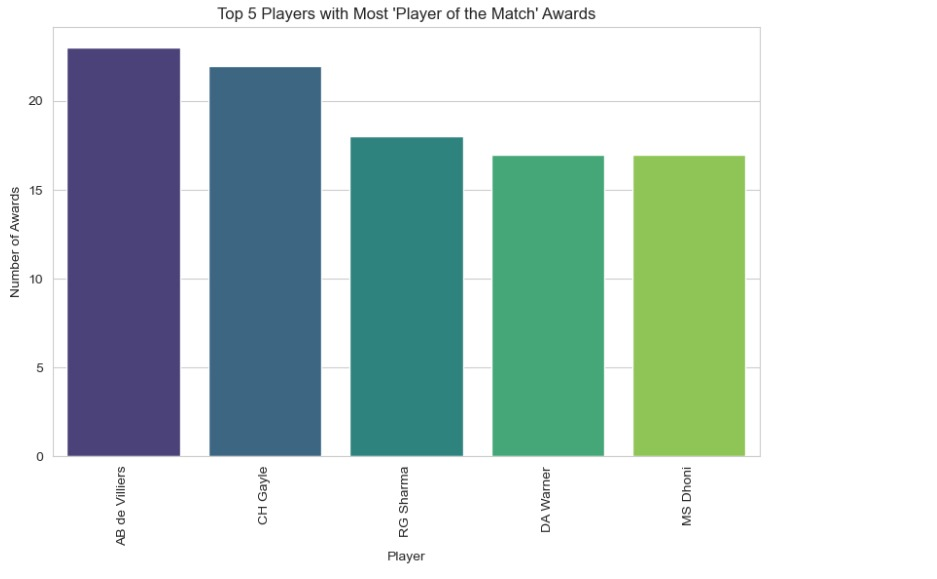 Top 5 Players with Most 'Player of the Match' Awards
Number of Awards
20
15
10
5
0
AB de Villiers
CH Gayle
RG Sharma
DA Warner
MS Dhoni
Player